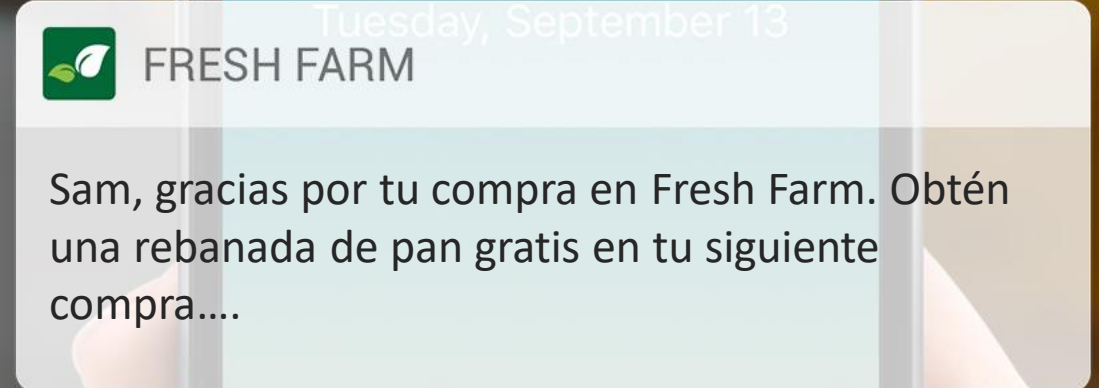 Tuesday, September 13
FRESH FARM
Sam, gracias por tu compra en Fresh Farm. Obtén
una rebanada de pan gratis en tu siguiente
compra....